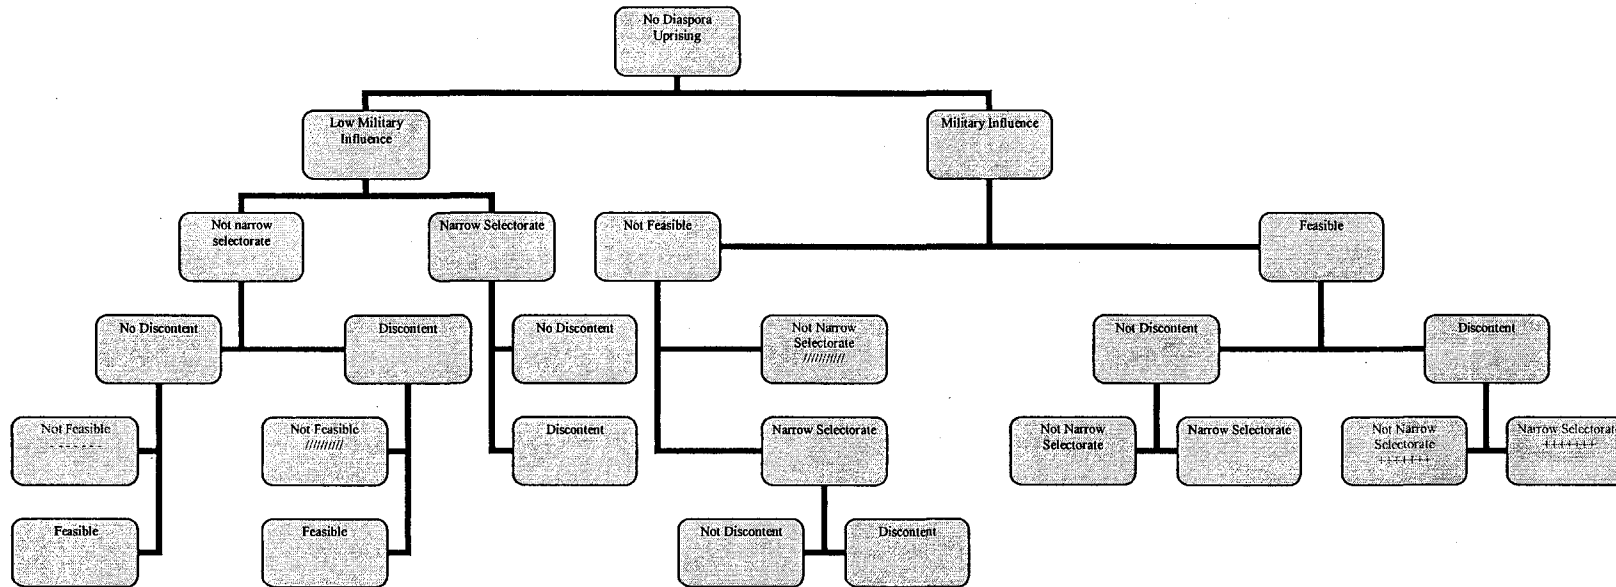 No Diaspora
Uprising
Low Military
Influence
Military Influence
Not narrow
selectorate
Narrow Selectorate
Not Feasible
Feasible
No Discontent
Discontent
No Discontent
Not Narrow
Selectorate
///////////
Not Discontent
Discontent
Not Feasible
- - - - - - -
Not Feasible
//////////
Discontent
Narrow Selectorate
Not Narrow
Selectorate
Narrow Selectorate
Not Narrow
Selectorate
+++++++
Narrow Selectorate
+++++++
Feasible
Feasible
Not Discontent
Discontent